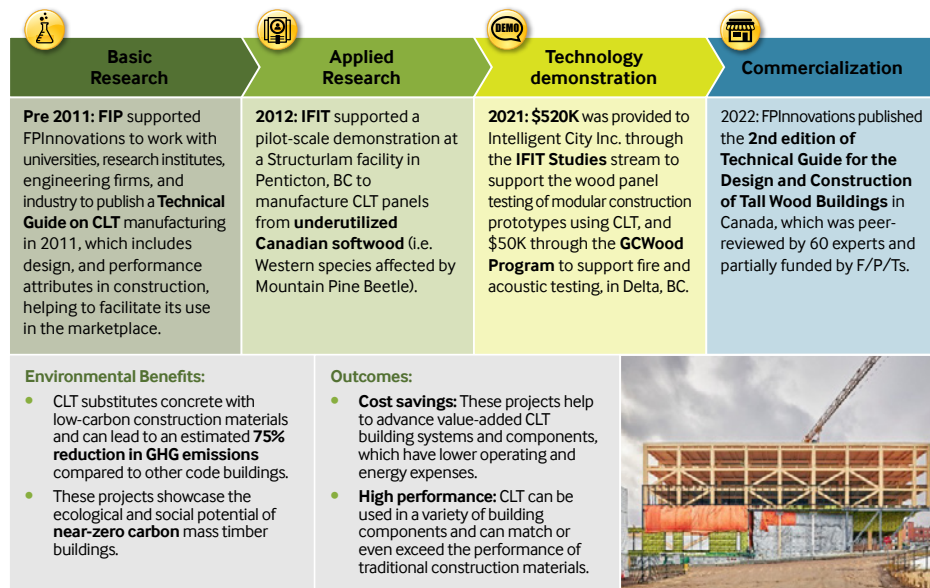 DEMO
Basic
Research
Applied
Research
Technology
demonstration
Commercialization
Pre 2011: FIP supported
FPInnovations to work with
universities, research institutes,
engineering firms, and
industry to publish a Technical
Guide on CLT manufacturing
in 2011, which includes
design, and performance
attributes in construction,
helping to facilitate its use
in the marketplace.
2012: IFIT supported a
pilot-scale demonstration at
a Structurlam facility in
Penticton, BC to
manufacture CLT panels
from underutilized
Canadian softwood (i.e.
Western species affected by
Mountain Pine Beetle).
2021: $520K was provided to
Intelligent City Inc. through
the IFIT Studies stream to
support the wood panel
testing of modular construction
prototypes using CLT, and
$50K through the GCWood
Program to support fire and
acoustic testing, in Delta, BC.
2022: FPInnovations published
the 2nd edition of
Technical Guide for the
Design and Construction
of Tall Wood Buildings in
Canada, which was peer-
reviewed by 60 experts and
partially funded by F/P/Ts.
Environmental Benefits:
• CLT substitutes concrete with
low-carbon construction materials
and can lead to an estimated 75%
reduction in GHG emissions
compared to other code buildings.
• These projects showcase the
ecological and social potential of
near-zero carbon mass timber
buildings.
Outcomes:
• Cost savings: These projects help
to advance value-added CLT
building systems and components,
which have lower operating and
energy expenses.
• High performance: CLT can be
used in a variety of building
components and can match or
even exceed the performance of
traditional construction materials.